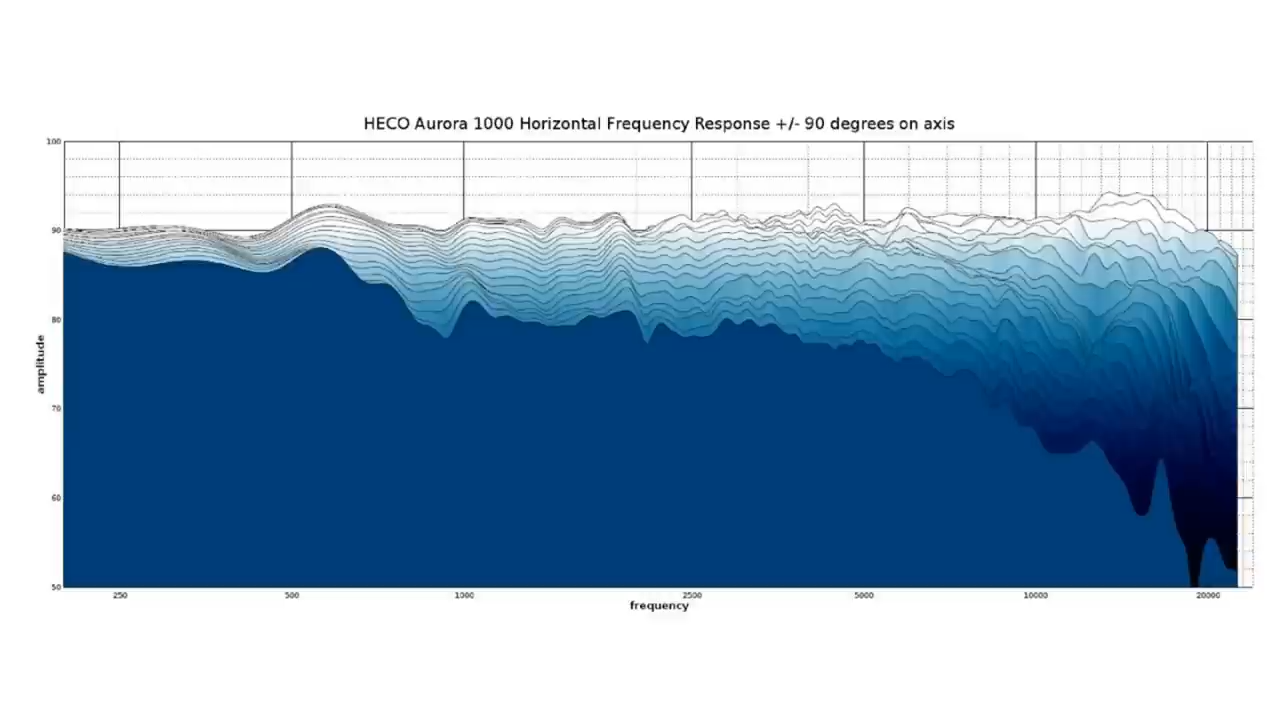 HECO Aurora 1000 Horizontal Frequency Response +/- 90 degrees on axis
100
90
80
70
60
50
amplitude
250 500 1000 2500 5000 10000 20000
frequency